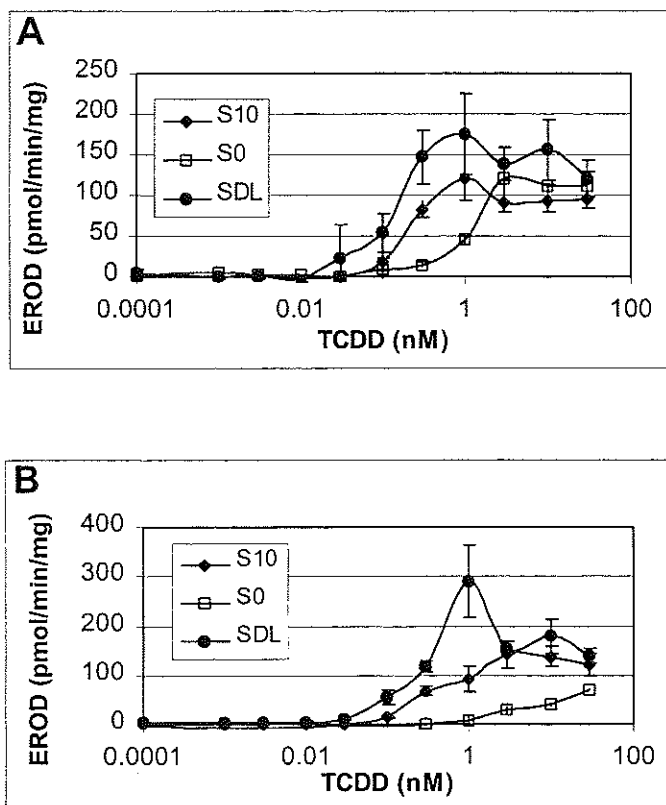 A
250
200
150
100
50
0
EROD (pmol/min/mg)
S10
S0
SDL
0.0001
0.01
1
100
TCDD (nM)
B
400
300
200
100
0
EROD (pmol/min/mg)
S10
S0
SDL
0.0001
0.01
1
100
TCDD (nM)